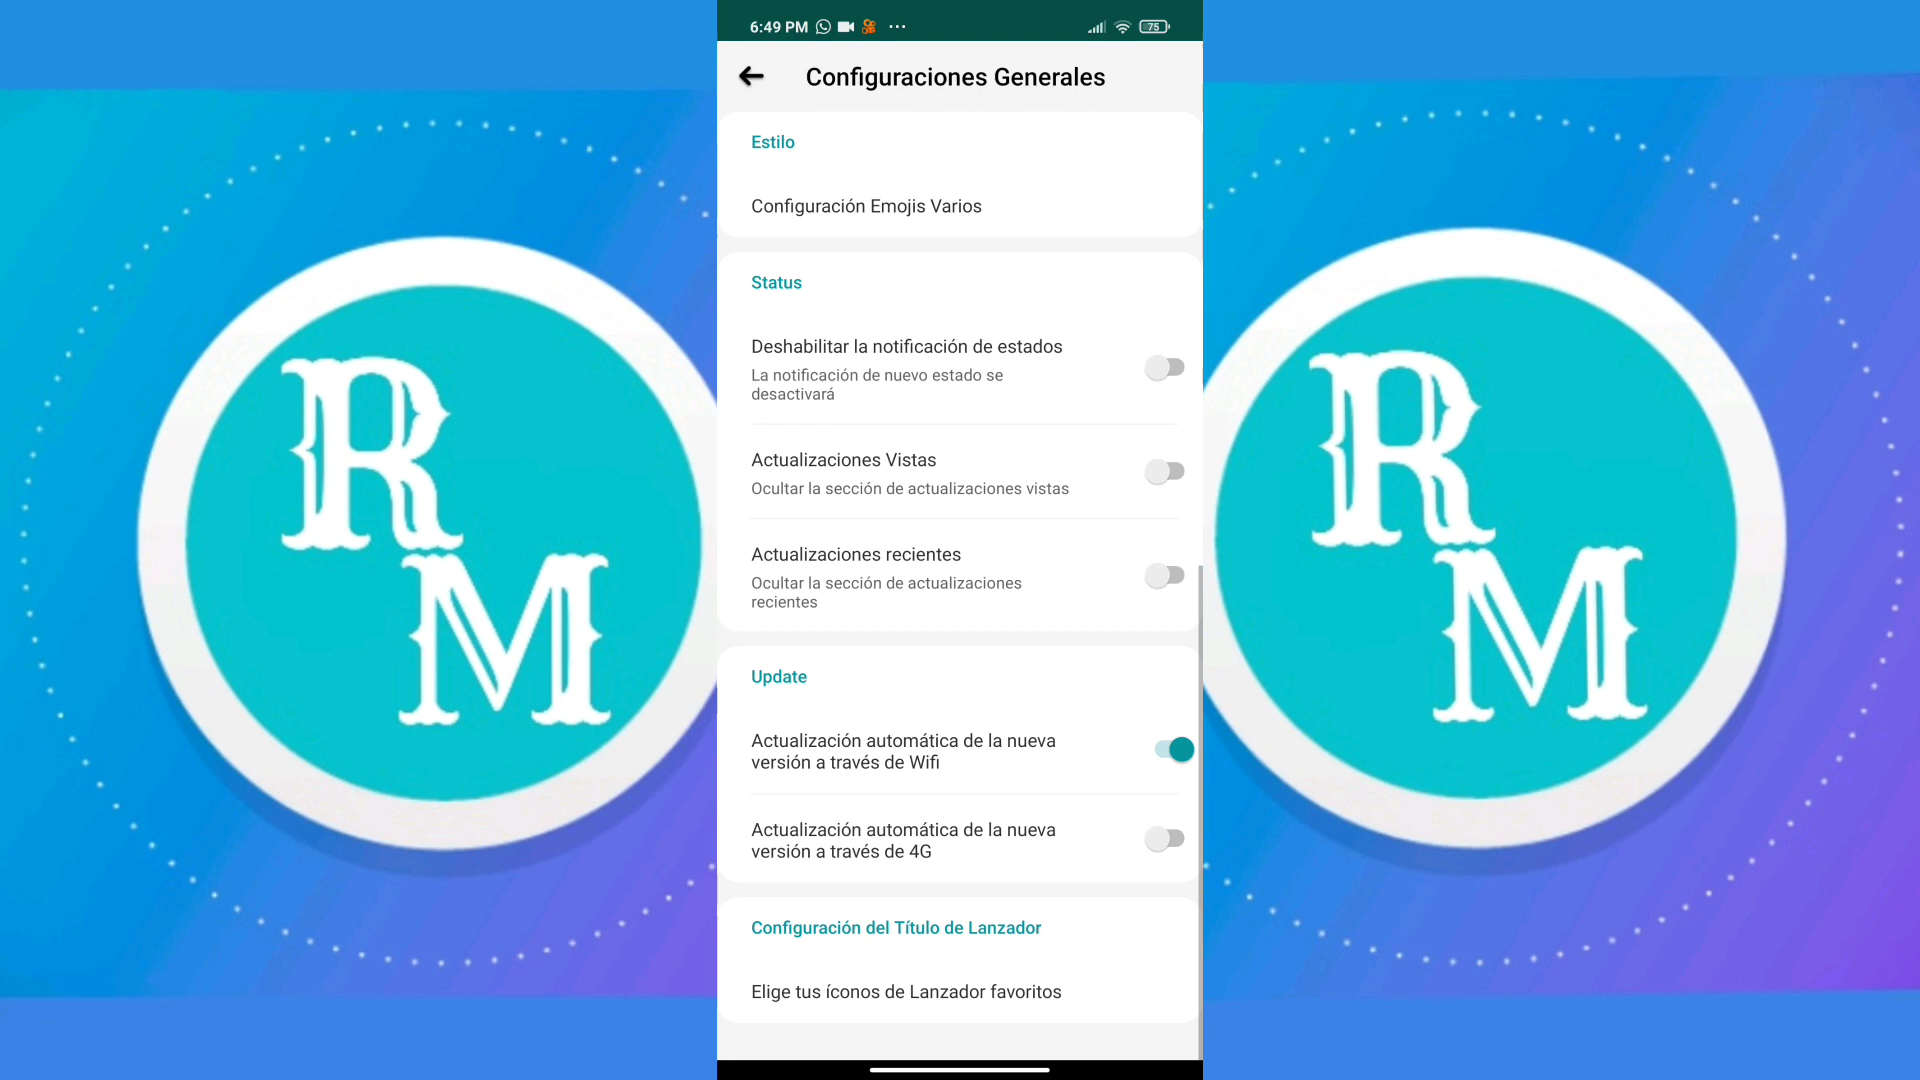 6:49 PM
75
Configuraciones Generales
Estilo
Configuración Emojis Varios
Status
Deshabilitar la notificación de estados
La notificación de nuevo estado se
desactivará
Actualizaciones Vistas
Ocultar la sección de actualizaciones vistas
Actualizaciones recientes
Ocultar la sección de actualizaciones
recientes
Update
Actualización automática de la nueva
versión a través de Wifi
Actualización automática de la nueva
versión a través de 4G
Configuración del Título de Lanzador
Elige tus íconos de Lanzador favoritos
R
M
R
M